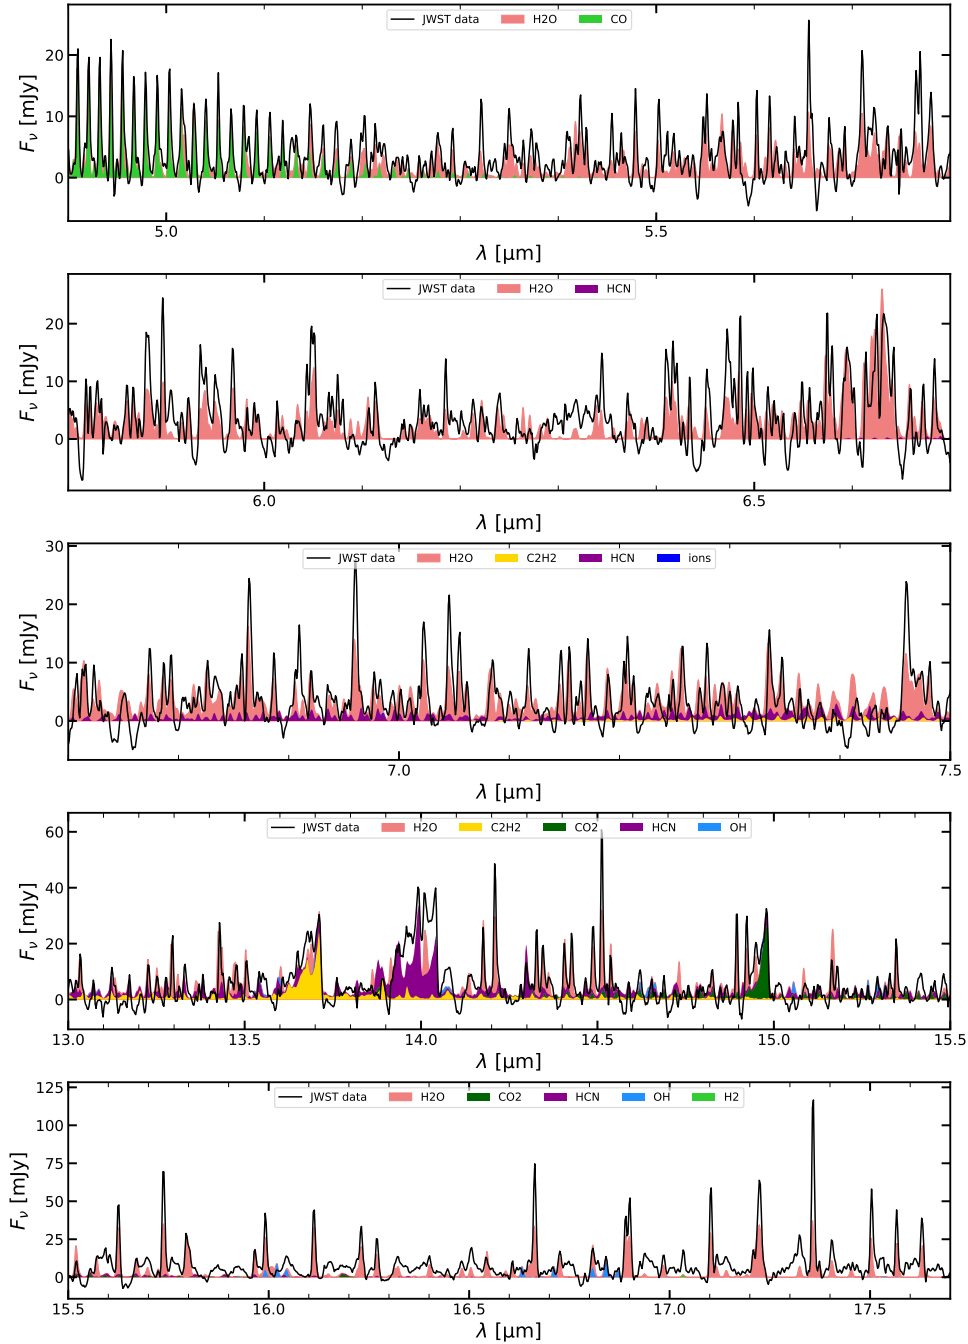 JWST data H2O CO
20
10
0
Fν [mJy]
5.0 5.5
λ [μm]
JWST data H2O HCN
20
10
0
Fν [mJy]
6.0 6.5
λ [μm]
JWST data H2O C2H2 HCN ions
30
20
10
0
Fν [mJy]
7.0 7.5
λ [μm]
JWST data H2O C2H2 CO2 HCN OH
60
40
20
0
Fν [mJy]
13.0 13.5 14.0 14.5 15.0 15.5
λ [μm]
JWST data H2O CO2 HCN OH H2
125
100
75
50
25
0
Fν [mJy]
15.5 16.0 16.5 17.0 17.5
λ [μm]